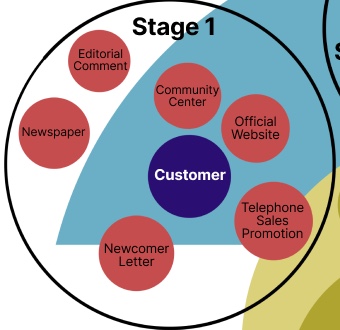 Stage 1
Editorial
Comment
Community
Center
Newspaper
Official
Website
Customer
Telephone
Sales
Promotion
Newcomer
Letter